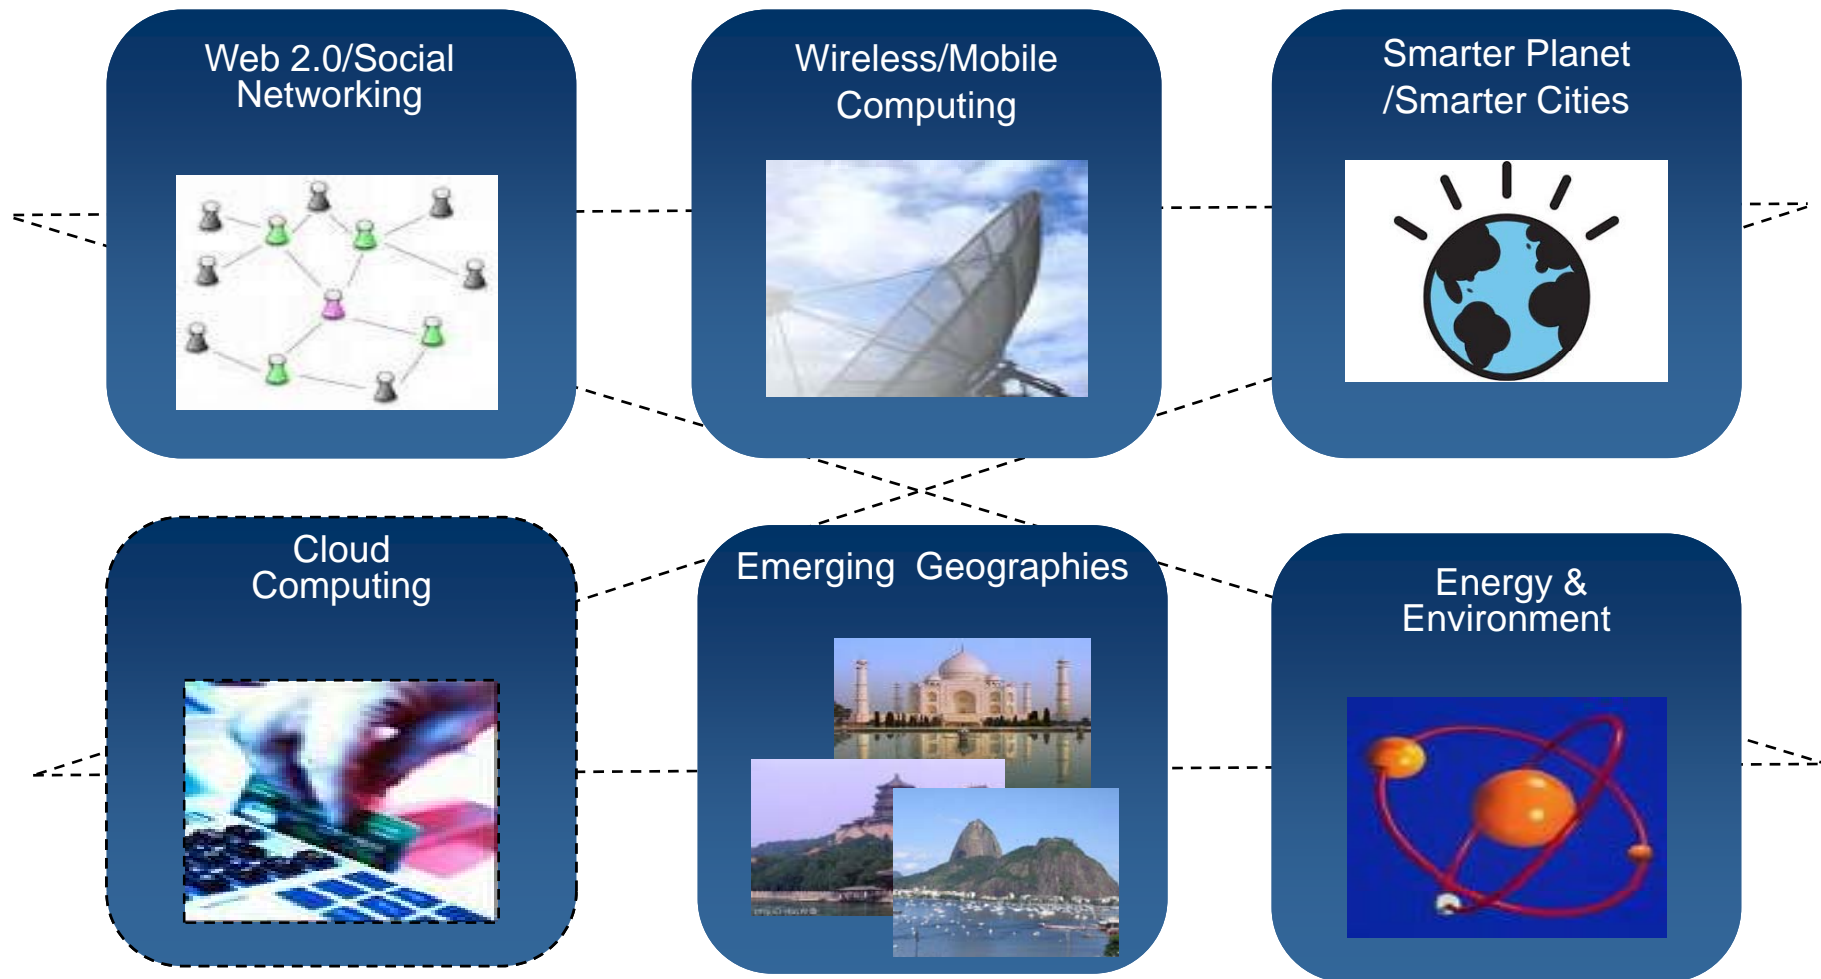 Web 2.0/Social
Networking
Wireless/Mobile
Computing
Smarter Planet
/Smarter Cities
Cloud
Computing
Emerging Geographies
Energy &
Environment